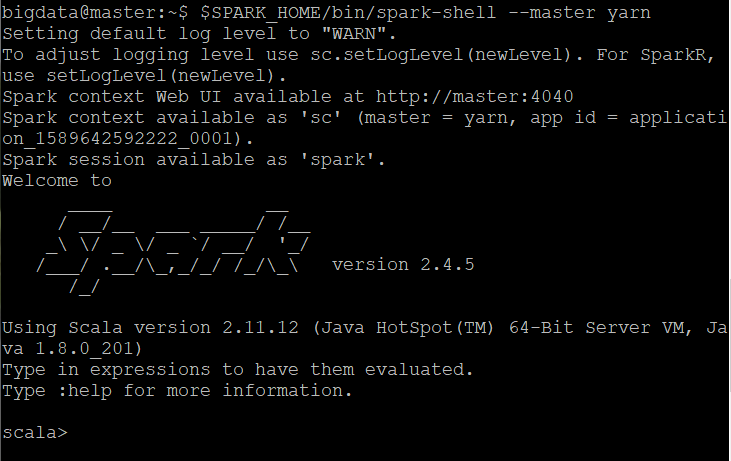 bigdata@master:~$ $SPARK_HOME/bin/spark-shell --master yarn
Setting default log level to "WARN".
To adjust logging level use sc.setLogLevel(newLevel). For SparkR,
use setLogLevel(newLevel).
Spark context Web UI available at http://master:4040
Spark context available as 'sc' (master = yarn, app id = applicati
on_1589642592222_0001).
Spark session available as 'spark'.
Welcome to
      ____              __
     / __/__  ___ _____/ /__
    _\ \/ _ \/ _ `/ __/  '_/
   /___/ .__/\_,_/_/ /_/\_\   version 2.4.5
      /_/
Using Scala version 2.11.12 (Java HotSpot(TM) 64-Bit Server VM, Ja
va 1.8.0_201)
Type in expressions to have them evaluated.
Type :help for more information.
scala>